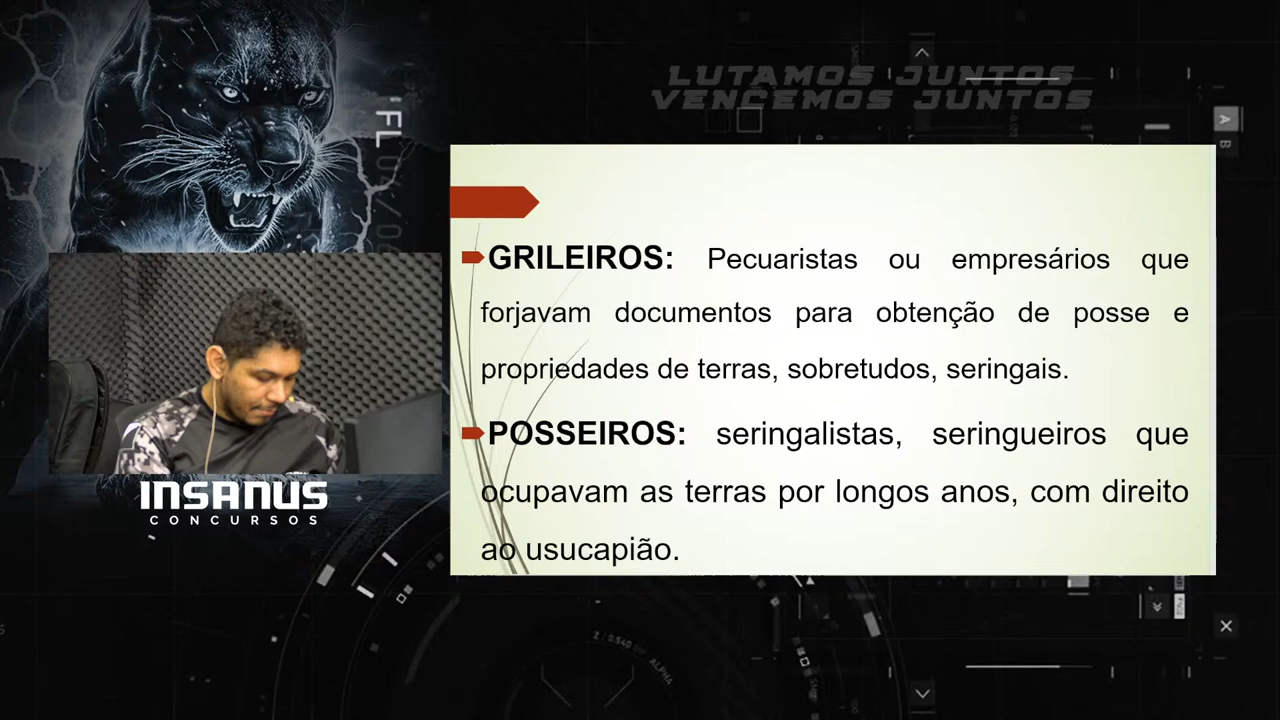 LUTAMOS JUNTOS
VENCEMOS JUNTOS
A
B
GRILEIROS: Pecuaristas ou empresários que
forjavam documentos para obtenção de posse e
propriedades de terras, sobretudos, seringais.
POSSEIROS: seringalistas, seringueiros que
ocupavam as terras por longos anos, com direito
ao usucapião.
INSANUS
CONCURSOS